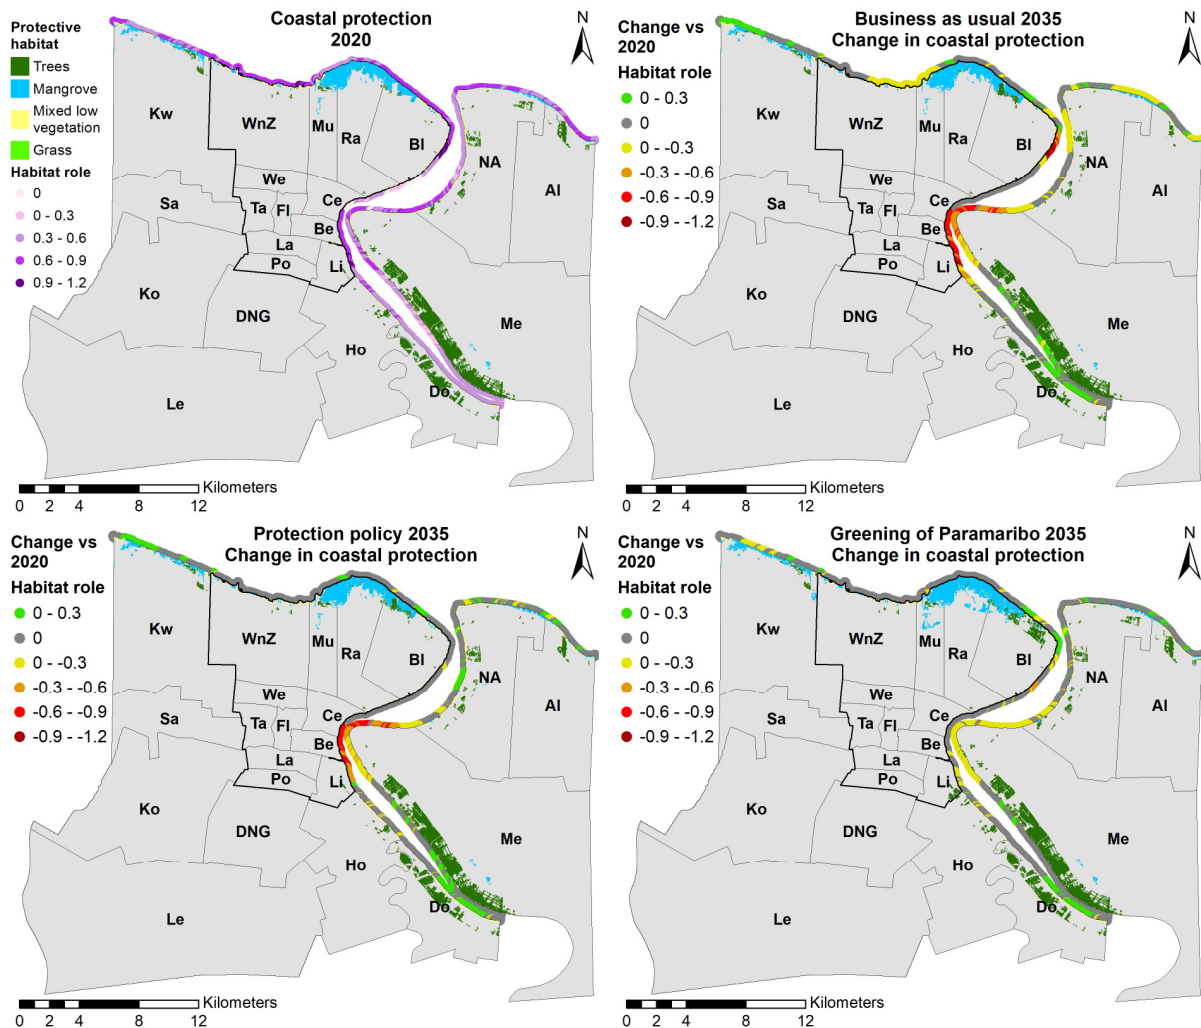 Coastal protection
2020
N
Protective
habitat
Trees
Mangrove
Mixed low
vegetation
Grass
Habitat role
0
0 - 0.3
0.3 - 0.6
0.6 - 0.9
0.9 - 1.2
Kw
WnZ
Mu
Ra
Bl
NA
Al
We
Sa
Ta
Fl
Ce
Be
La
Po
Li
Ko
DNG
Me
Ho
Le
Do
Kilometers
0 2 4 8 12
Business as usual 2035
Change in coastal protection
N
Change vs
2020
Habitat role
0 - 0.3
0
0 - -0.3
-0.3 - -0.6
-0.6 - -0.9
-0.9 - -1.2
Kw
WnZ
Mu
Ra
Bl
NA
Al
We
Sa
Ta
Fl
Ce
Be
La
Po
Li
Ko
DNG
Me
Ho
Le
Do
Kilometers
0 2 4 8 12
Protection policy 2035
Change in coastal protection
N
Change vs
2020
Habitat role
0 - 0.3
0
0 - -0.3
-0.3 - -0.6
-0.6 - -0.9
-0.9 - -1.2
Kw
WnZ
Mu
Ra
Bl
NA
Al
We
Sa
Ta
Fl
Ce
Be
La
Po
Li
Ko
DNG
Me
Ho
Le
Do
Kilometers
0 2 4 8 12
Greening of Paramaribo 2035
Change in coastal protection
N
Change vs
2020
Habitat role
0 - 0.3
0
0 - -0.3
-0.3 - -0.6
-0.6 - -0.9
-0.9 - -1.2
Kw
WnZ
Mu
Ra
Bl
NA
Al
We
Sa
Ta
Fl
Ce
Be
La
Po
Li
Ko
DNG
Me
Ho
Le
Do
Kilometers
0 2 4 8 12